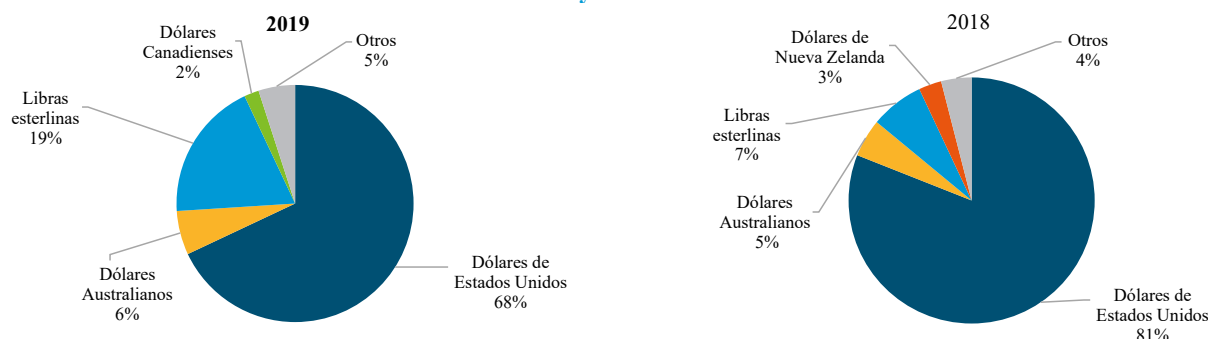 2019
Dólares
Canadienses
2%
Otros
5%
Libras
esterlinas
19%
Dólares
Australianos
6%
Dólares de
Estados Unidos
68%
2018
Dólares de
Nueva Zelanda
3%
Otros
4%
Libras
esterlinas
7%
Dólares
Australianos
5%
Dólares de
Estados Unidos
81%